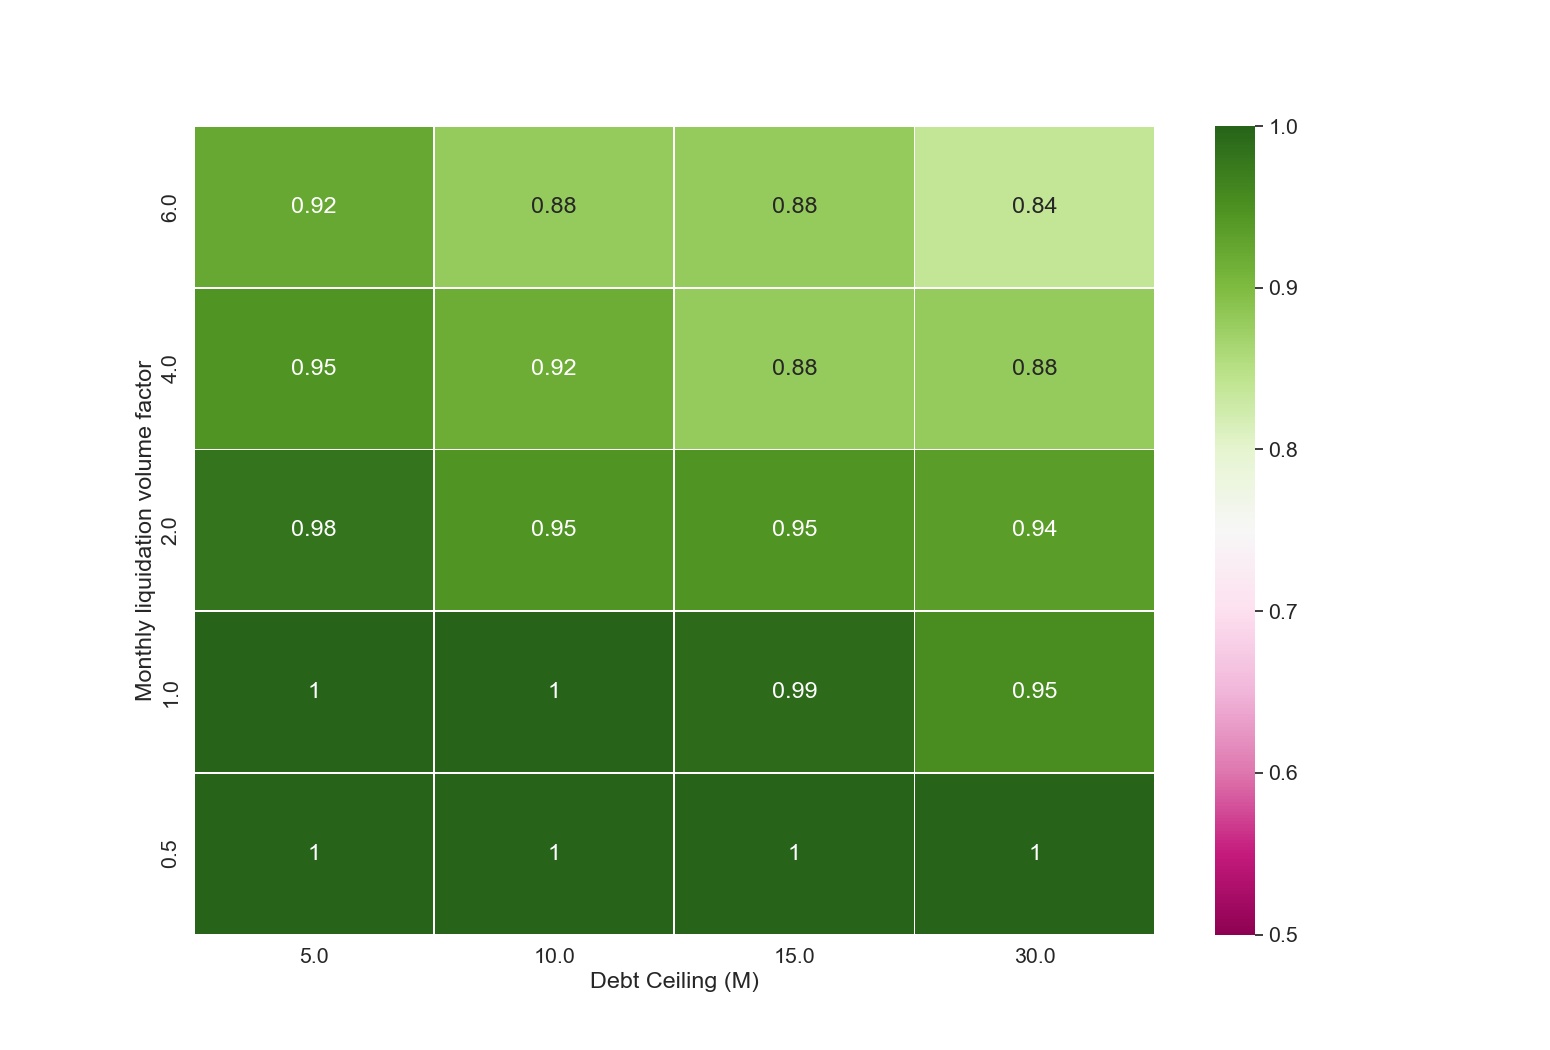 Monthly liquidation volume factor
6.0 0.92 0.88 0.88 0.84
4.0 0.95 0.92 0.88 0.88
2.0 0.98 0.95 0.95 0.94
1.0 1 1 0.99 0.95
0.5 1 1 1 1
5.0 10.0 15.0 30.0
Debt Ceiling (M)
1.0
0.9
0.8
0.7
0.6
0.5